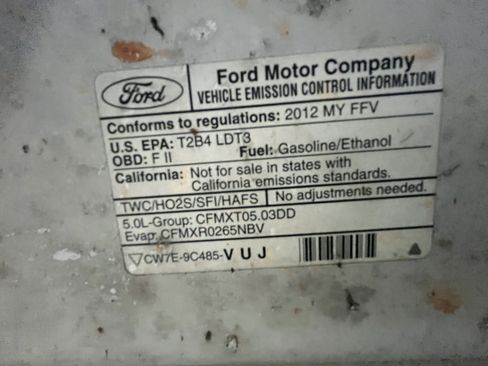 Ford
Ford Motor Company
VEHICLE EMISSION CONTROL INFORMATION
Conforms to regulations: 2012 MY FFV
U.S. EPA: T2B4 LDT3
OBD: F II
Fuel: Gasoline/Ethanol
California: Not for sale in states with
California emissions standards.
TWC/HO2S/SFI/HAFS
No adjustments needed.
5.0L-Group: CFMXT05.03DD
Evap: CFMXR0265NBV
CW7E-9C485-VUJ